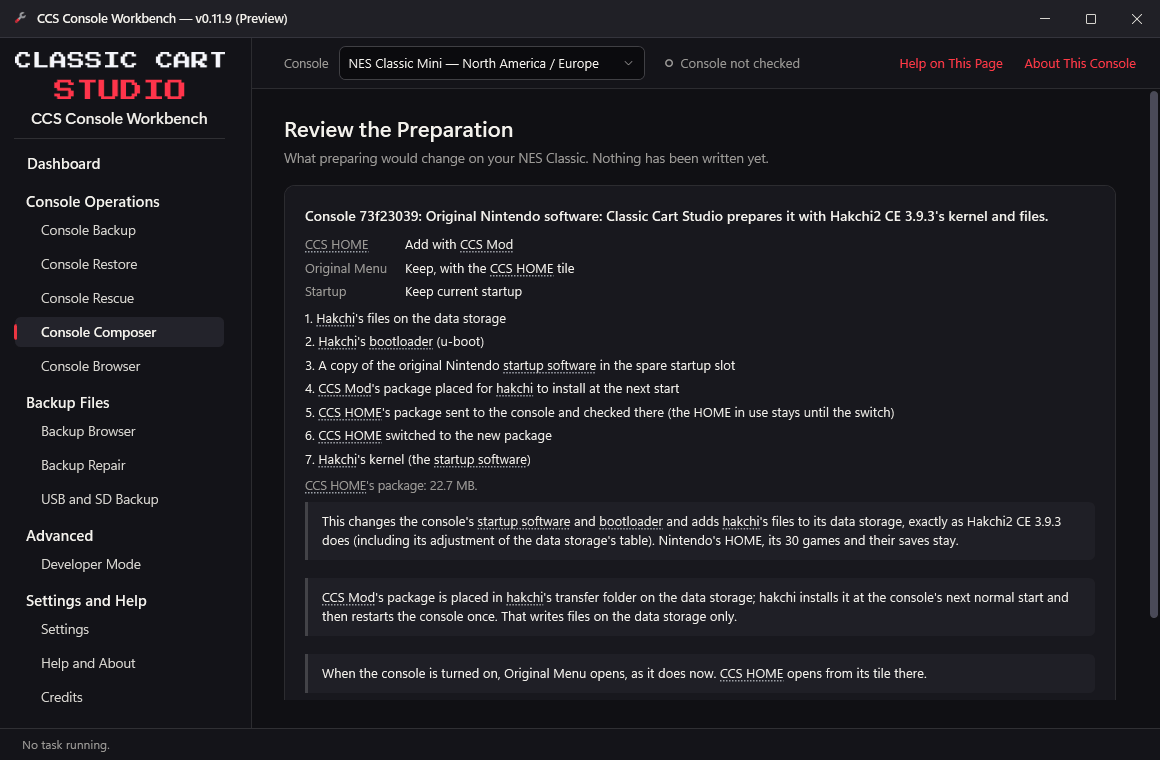 CCS Console Workbench — v0.11.9 (Preview)
CLASSIC CART
STUDIO
CCS Console Workbench
Dashboard
Console Operations
Console Backup
Console Restore
Console Rescue
Console Composer
Console Browser
Backup Files
Backup Browser
Backup Repair
USB and SD Backup
Advanced
Developer Mode
Settings and Help
Settings
Help and About
Credits
Console
NES Classic Mini — North America / Europe
Console not checked
Help on This Page
About This Console
Review the Preparation
What preparing would change on your NES Classic. Nothing has been written yet.
Console 73f23039: Original Nintendo software: Classic Cart Studio prepares it with Hakchi2 CE 3.9.3's kernel and files.
CCS HOME Add with CCS Mod
Original Menu Keep, with the CCS HOME tile
Startup Keep current startup
1. Hakchi's files on the data storage
2. Hakchi's bootloader (u-boot)
3. A copy of the original Nintendo startup software in the spare startup slot
4. CCS Mod's package placed for hakchi to install at the next start
5. CCS HOME's package sent to the console and checked there (the HOME in use stays until the switch)
6. CCS HOME switched to the new package
7. Hakchi's kernel (the startup software)
CCS HOME's package: 22.7 MB.
This changes the console's startup software and bootloader and adds hakchi's files to its data storage, exactly as Hakchi2 CE 3.9.3
does (including its adjustment of the data storage's table). Nintendo's HOME, its 30 games and their saves stay.
CCS Mod's package is placed in hakchi's transfer folder on the data storage; hakchi installs it at the console's next normal start and
then restarts the console once. That writes files on the data storage only.
When the console is turned on, Original Menu opens, as it does now. CCS HOME opens from its tile there.
No task running.